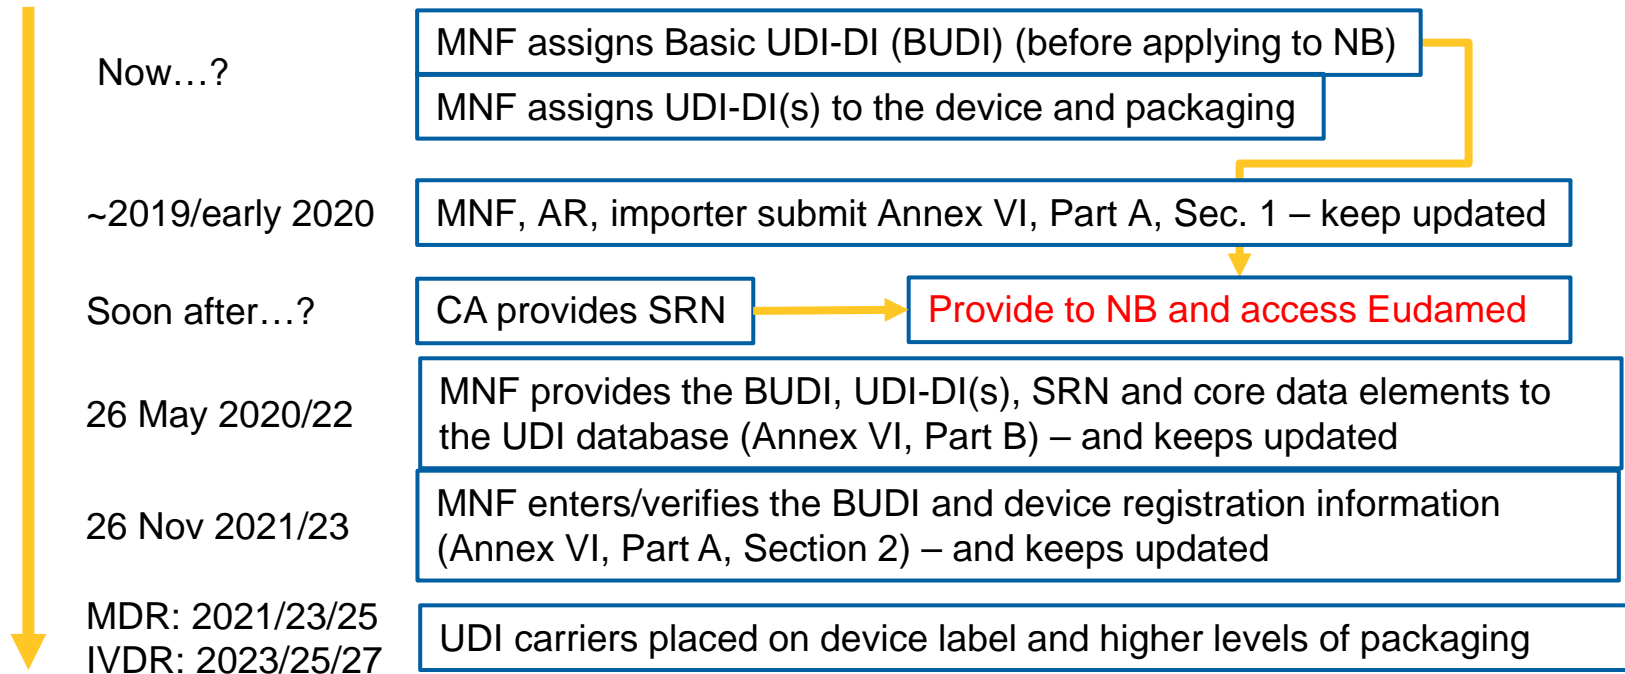 Now…?
MNF assigns Basic UDI-DI (BUDI) (before applying to NB)
MNF assigns UDI-DI(s) to the device and packaging
~2019/early 2020
MNF, AR, importer submit Annex VI, Part A, Sec. 1 – keep updated
Soon after…?
CA provides SRN
Provide to NB and access Eudamed
26 May 2020/22
MNF provides the BUDI, UDI-DI(s), SRN and core data elements to
the UDI database (Annex VI, Part B) – and keeps updated
26 Nov 2021/23
MNF enters/verifies the BUDI and device registration information
(Annex VI, Part A, Section 2) – and keeps updated
MDR: 2021/23/25
IVDR: 2023/25/27
UDI carriers placed on device label and higher levels of packaging